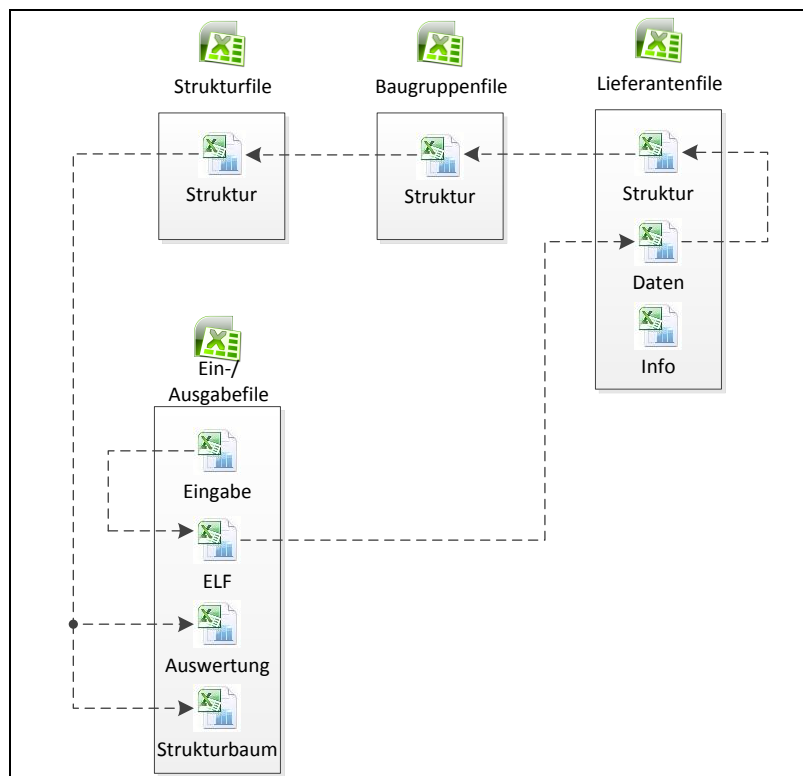 Strukturfile
Baugruppenfile
Lieferantenfile
Struktur
Struktur
Struktur
Daten
Info
Ein-/
Ausgabefile
Eingabe
ELF
Auswertung
Strukturbaum